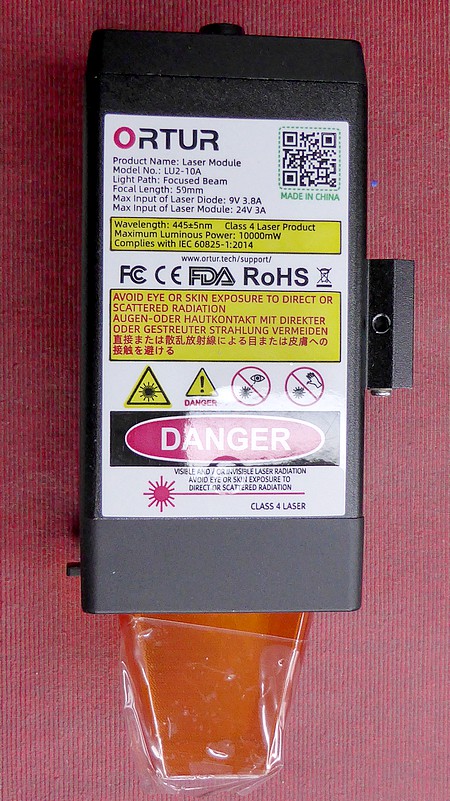 ORTUR
Product Name: Laser Module
Model No.: LU2-10A
Light Path: Focused Beam
Focal Length: 59mm
Max Input of Laser Diode: 9V 3.8A
Max Input of Laser Module: 24V 3A
MADE IN CHINA
Wavelength: 445±5nm Class 4 Laser Product
Maximum Luminous Power: 10000mW
Complies with IEC 60825-1:2014
www.ortur.tech/support/
FC CE FDA RoHS
AVOID EYE OR SKIN EXPOSURE TO DIRECT OR
SCATTERED RADIATION
AUGEN-ODER HAUTKONTAKT MIT DIREKTER
ODER GESTREUTER STRAHLUNG VERMEIDEN
直接または散乱放射線による目または皮膚への
接触を避ける
DANGER
DANGER
VISIBLE AND / OR INVISIBLE LASER RADIATION
AVOID EYE OR SKIN EXPOSURE TO
DIRECT OR SCATTERED RADIATION
CLASS 4 LASER